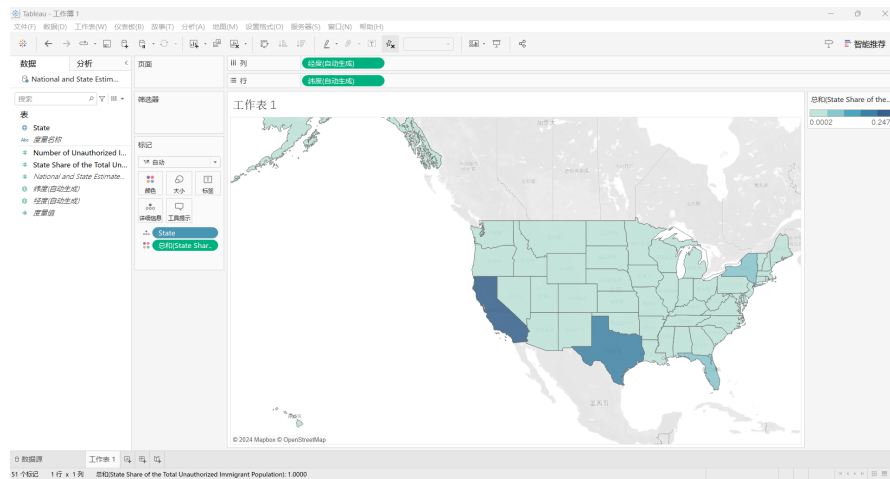 Tableau - 工作簿 1
文件(F) 数据(D) 工作表(W) 仪表板(B) 故事(T) 分析(A) 地图(M) 设置格式(O) 服务器(S) 窗口(N) 帮助(H)
智能推荐
数据 分析
National and State Estim...
搜索
表
State
度量名称
Number of Unauthorized I...
State Share of the Total Un...
National and State Estimate...
纬度(自动生成)
经度(自动生成)
度量值
页面
筛选器
标记
自动
颜色 大小 标签
详细信息 工具提示
State
总和(State Shar...
列 经度(自动生成)
行 纬度(自动生成)
工作表 1
加拿大
墨西哥
© 2024 Mapbox © OpenStreetMap
总和(State Share of the...
0.0002 0.247
数据源 工作表 1
51 个标记 1 行 x 1 列 总和(State Share of the Total Unauthorized Immigrant Population): 1.0000